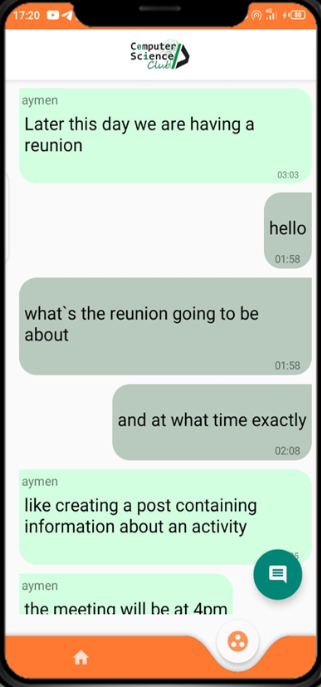 17:20
Computer
Science
Club
aymen
Later this day we are having a
reunion
03:03
hello
01:58
what`s the reunion going to be
about
01:58
and at what time exactly
02:08
aymen
like creating a post containing
information about an activity
aymen
the meeting will be at 4pm